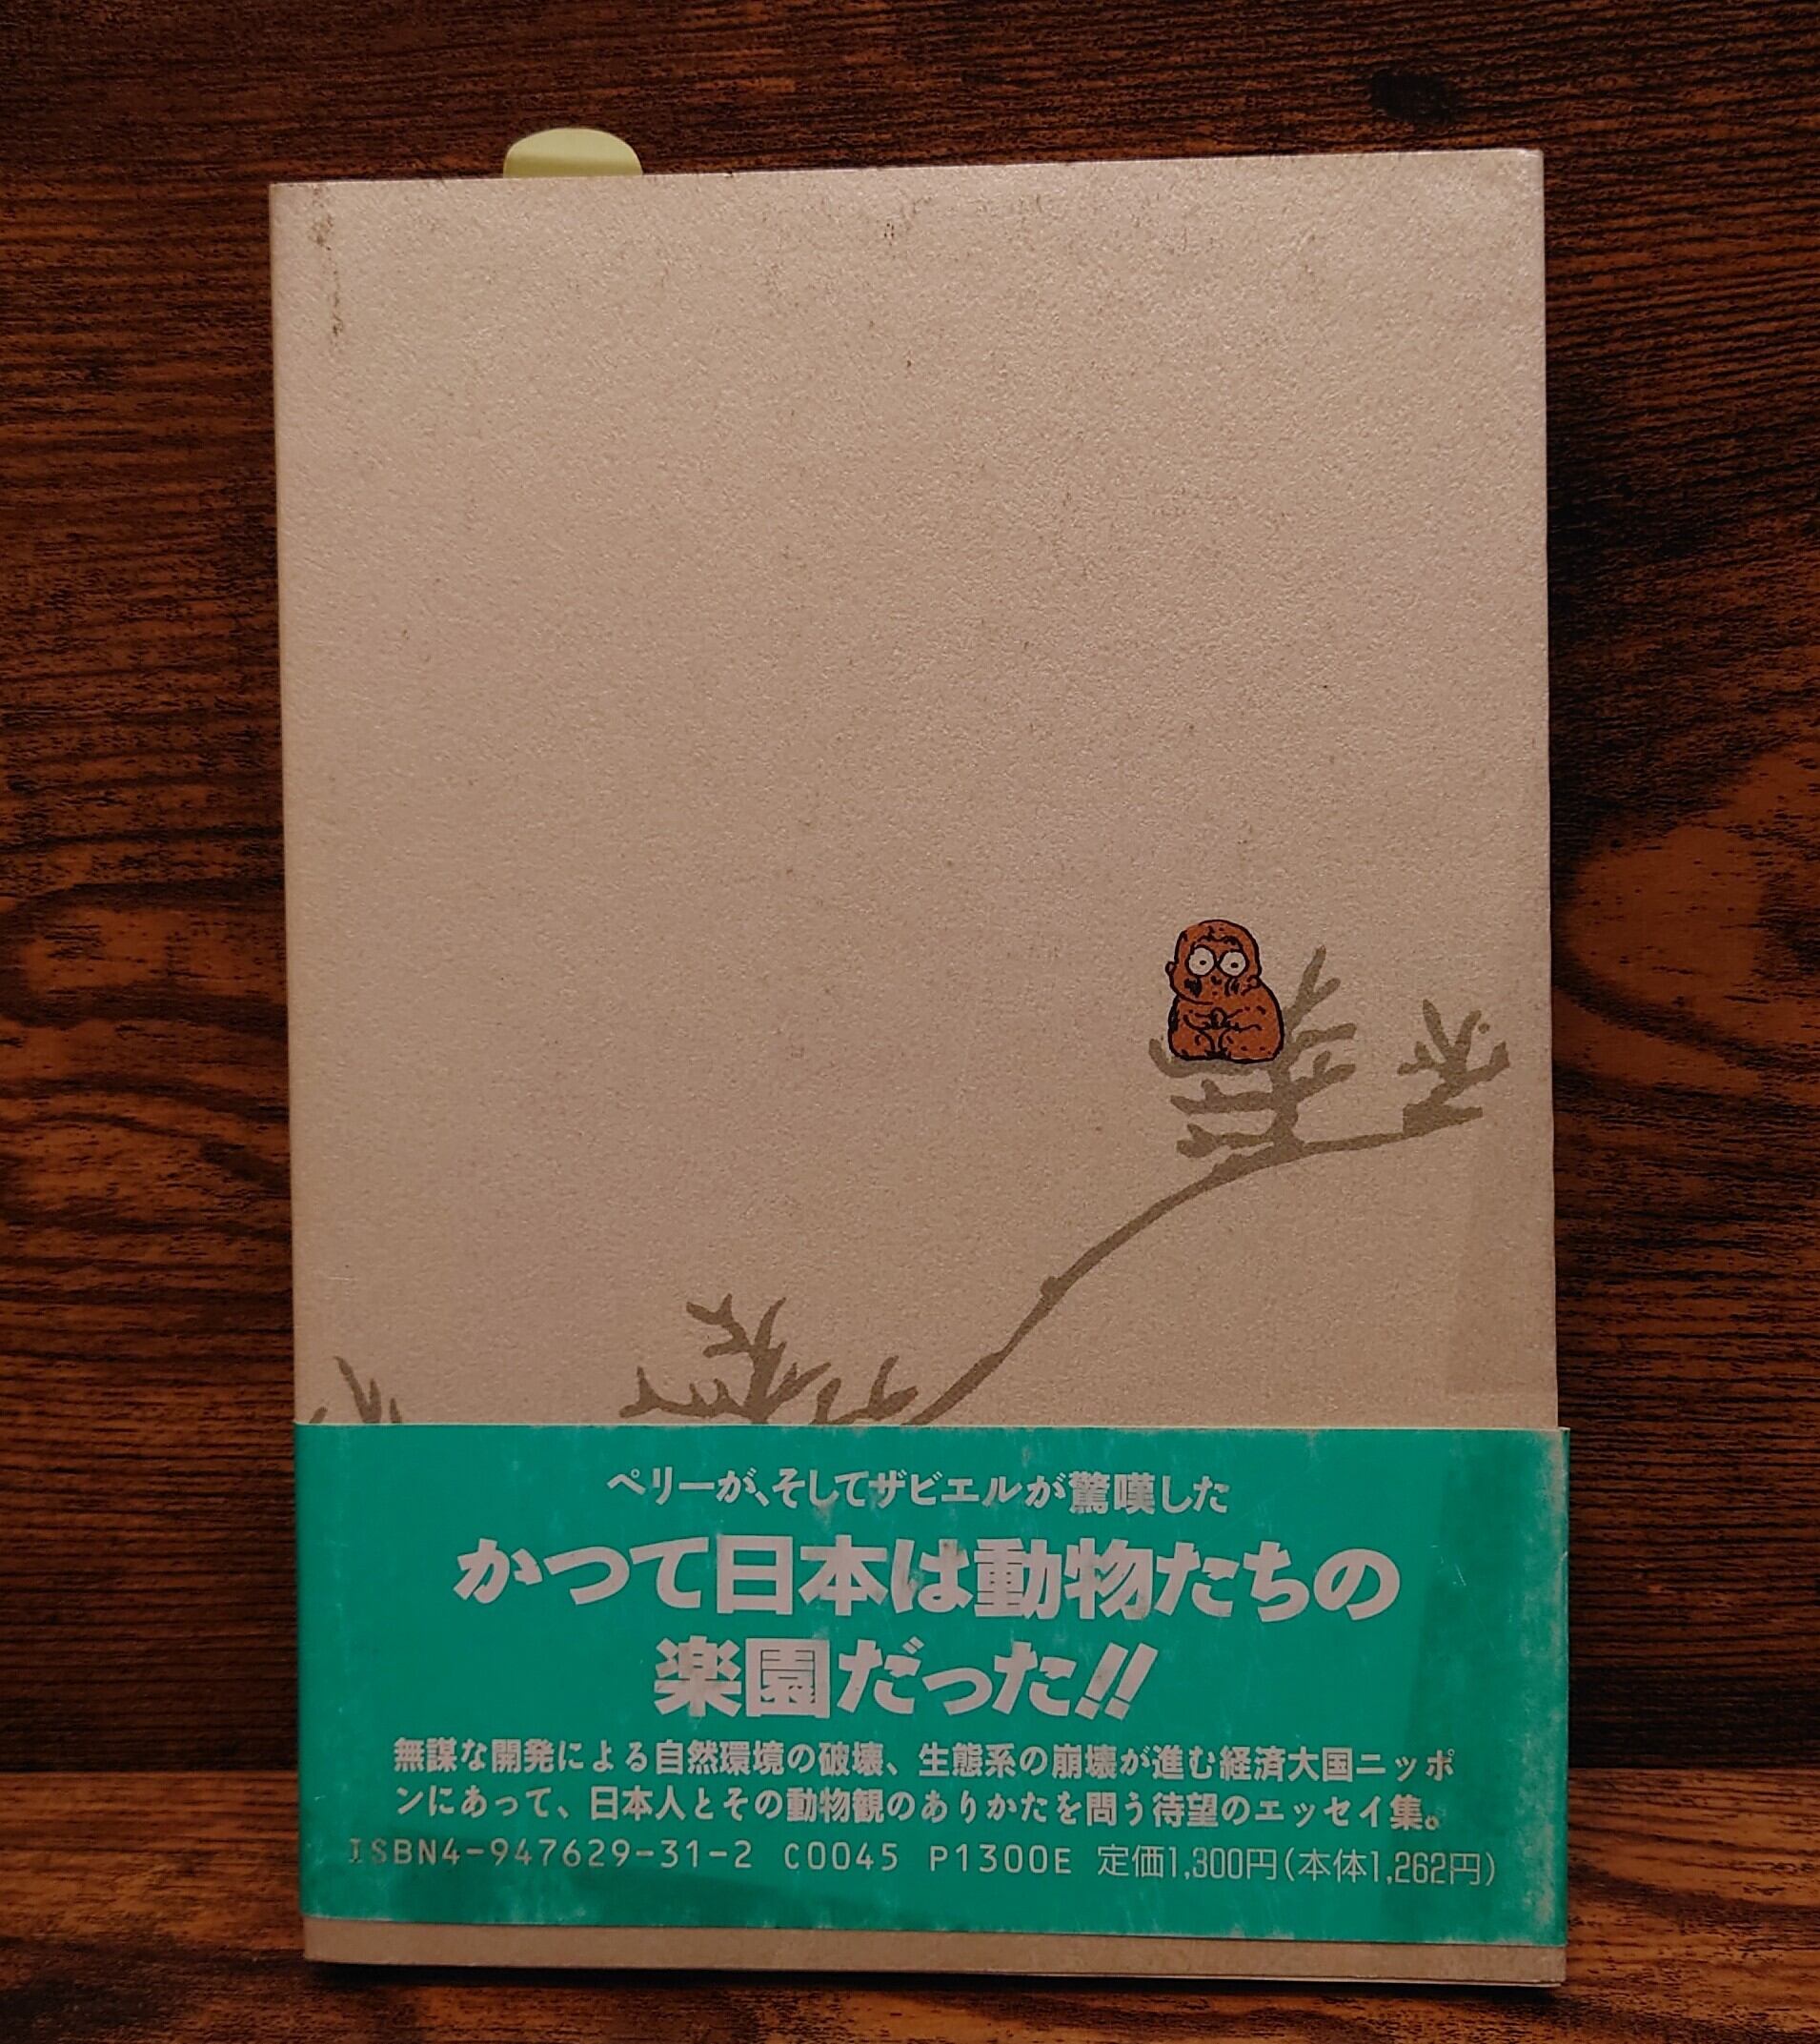 ペリーが、そしてザビエルが驚嘆した
かつて日本は動物たちの
楽園だった!!
無謀な開発による自然環境の破壊、生態系の崩壊が進む経済大国ニッポ
ンにあって、日本人とその動物観のありかたを問う待望のエッセイ集。
ISBN4-947629-31-2 C0045 P1300E 定価1,300円(本体1,262円)